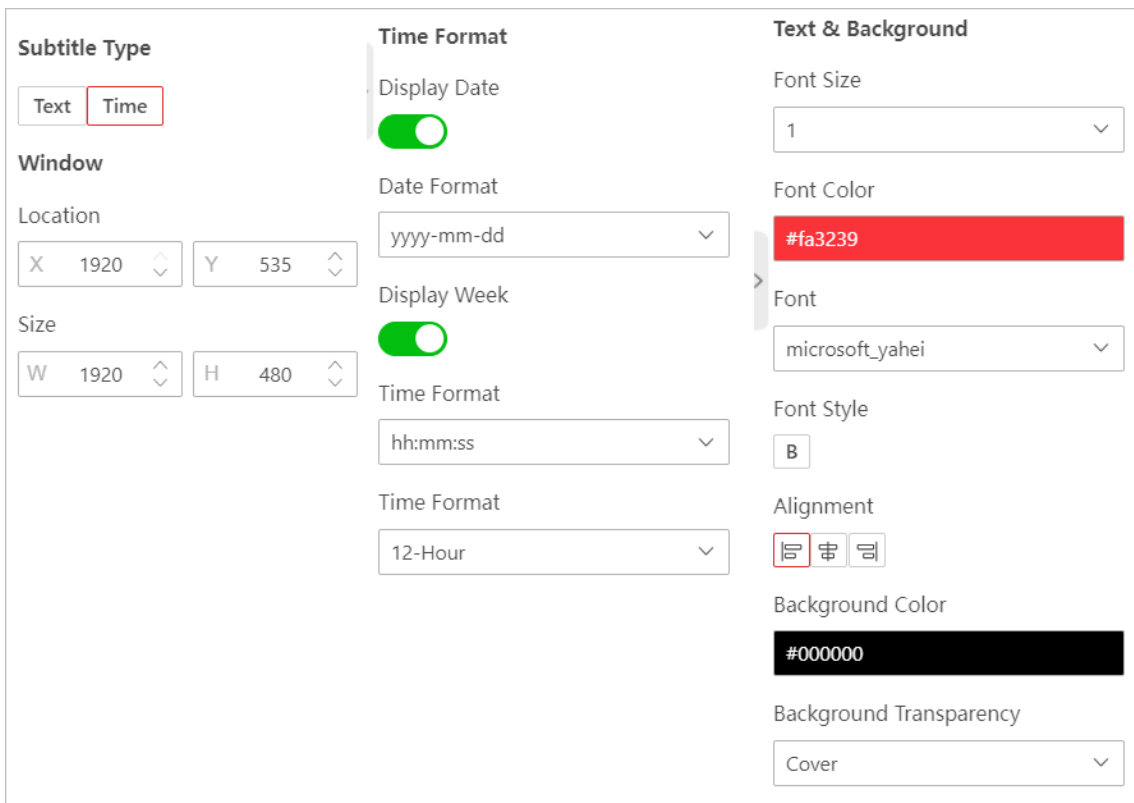 Subtitle Type
Text Time
Window
Location
X 1920 Y 535
Size
W 1920 H 480
Time Format
Display Date
Date Format
yyyy-mm-dd
Display Week
Time Format
hh:mm:ss
Time Format
12-Hour
Text & Background
Font Size
1
Font Color
#fa3239
Font
microsoft_yahei
Font Style
B
Alignment
Background Color
#000000
Background Transparency
Cover